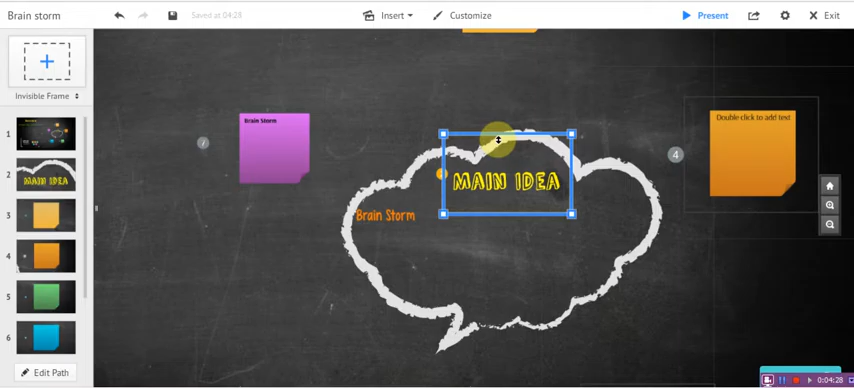 Brain storm
Saved at 04:28
Insert
Customize
Present
Exit
Invisible Frame
1
2
MAIN IDEA
3
4
5
6
Edit Path
7
Brain Storm
MAIN IDEA
Brain Storm
4
Double click to add text
0:04:28